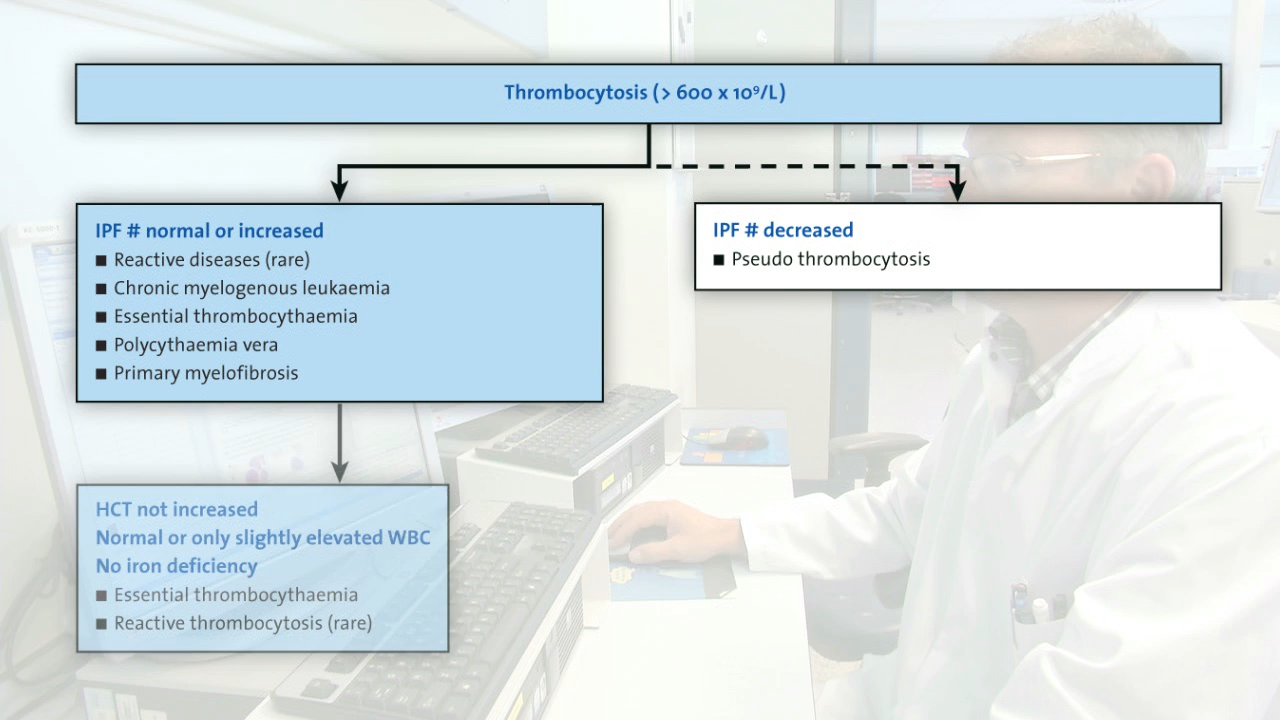 Thrombocytosis (> 600 x 10⁹/L)
IPF # normal or increased
■ Reactive diseases (rare)
■ Chronic myelogenous leukaemia
■ Essential thrombocythaemia
■ Polycythaemia vera
■ Primary myelofibrosis
IPF # decreased
■ Pseudo thrombocytosis
HCT not increased
Normal or only slightly elevated WBC
No iron deficiency
■ Essential thrombocythaemia
■ Reactive thrombocytosis (rare)